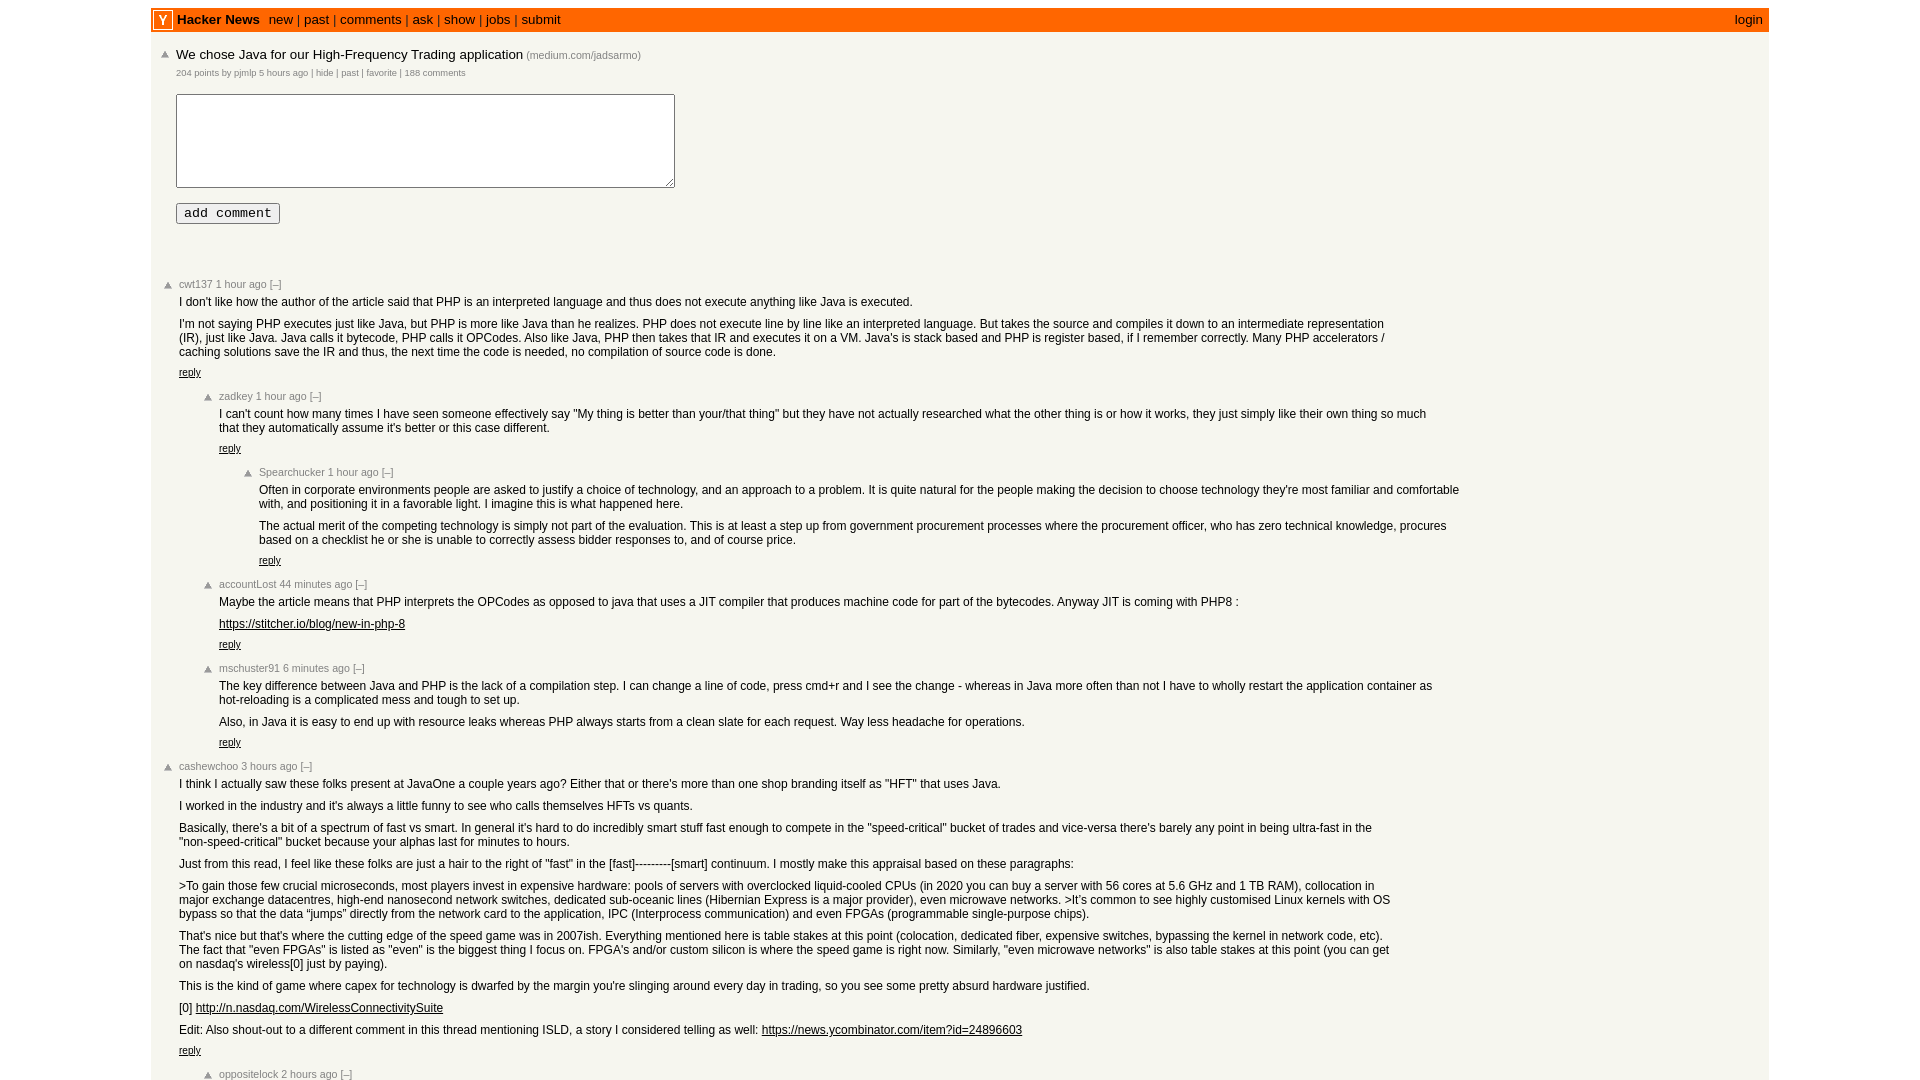 Y Hacker News new | past | comments | ask | show | jobs | submit login
We chose Java for our High-Frequency Trading application (medium.com/jadsarmo)
204 points by pjmlp 5 hours ago | hide | past | favorite | 188 comments
add comment
cwt137 1 hour ago [–]
I don't like how the author of the article said that PHP is an interpreted language and thus does not execute anything like Java is executed.
I'm not saying PHP executes just like Java, but PHP is more like Java than he realizes. PHP does not execute line by line like an interpreted language. But takes the source and compiles it down to an intermediate representation
(IR), just like Java. Java calls it bytecode, PHP calls it OPCodes. Also like Java, PHP then takes that IR and executes it on a VM. Java's is stack based and PHP is register based, if I remember correctly. Many PHP accelerators /
caching solutions save the IR and thus, the next time the code is needed, no compilation of source code is done.
reply
zadkey 1 hour ago [–]
I can't count how many times I have seen someone effectively say "My thing is better than your/that thing" but they have not actually researched what the other thing is or how it works, they just simply like their own thing so much
that they automatically assume it's better or this case different.
reply
Spearchucker 1 hour ago [–]
Often in corporate environments people are asked to justify a choice of technology, and an approach to a problem. It is quite natural for the people making the decision to choose technology they're most familiar and comfortable
with, and positioning it in a favorable light. I imagine this is what happened here.
The actual merit of the competing technology is simply not part of the evaluation. This is at least a step up from government procurement processes where the procurement officer, who has zero technical knowledge, procures
based on a checklist he or she is unable to correctly assess bidder responses to, and of course price.
reply
accountLost 44 minutes ago [–]
Maybe the article means that PHP interprets the OPCodes as opposed to java that uses a JIT compiler that produces machine code for part of the bytecodes. Anyway JIT is coming with PHP8 :
https://stitcher.io/blog/new-in-php-8
reply
mschuster91 6 minutes ago [–]
The key difference between Java and PHP is the lack of a compilation step. I can change a line of code, press cmd+r and I see the change - whereas in Java more often than not I have to wholly restart the application container as
hot-reloading is a complicated mess and tough to set up.
Also, in Java it is easy to end up with resource leaks whereas PHP always starts from a clean slate for each request. Way less headache for operations.
reply
cashewchoo 3 hours ago [–]
I think I actually saw these folks present at JavaOne a couple years ago? Either that or there's more than one shop branding itself as "HFT" that uses Java.
I worked in the industry and it's always a little funny to see who calls themselves HFTs vs quants.
Basically, there's a bit of a spectrum of fast vs smart. In general it's hard to do incredibly smart stuff fast enough to compete in the "speed-critical" bucket of trades and vice-versa there's barely any point in being ultra-fast in the
"non-speed-critical" bucket because your alphas last for minutes to hours.
Just from this read, I feel like these folks are just a hair to the right of "fast" in the [fast]---------[smart] continuum. I mostly make this appraisal based on these paragraphs:
>To gain those few crucial microseconds, most players invest in expensive hardware: pools of servers with overclocked liquid-cooled CPUs (in 2020 you can buy a server with 56 cores at 5.6 GHz and 1 TB RAM), collocation in
major exchange datacentres, high-end nanosecond network switches, dedicated sub-oceanic lines (Hibernian Express is a major provider), even microwave networks. >It’s common to see highly customised Linux kernels with OS
bypass so that the data “jumps” directly from the network card to the application, IPC (Interprocess communication) and even FPGAs (programmable single-purpose chips).
That's nice but that's where the cutting edge of the speed game was in 2007ish. Everything mentioned here is table stakes at this point (colocation, dedicated fiber, expensive switches, bypassing the kernel in network code, etc).
The fact that "even FPGAs" is listed as "even" is the biggest thing I focus on. FPGA's and/or custom silicon is where the speed game is right now. Similarly, "even microwave networks" is also table stakes at this point (you can get
on nasdaq's wireless[0] just by paying).
This is the kind of game where capex for technology is dwarfed by the margin you're slinging around every day in trading, so you see some pretty absurd hardware justified.
[0] http://n.nasdaq.com/WirelessConnectivitySuite
Edit: Also shout-out to a different comment in this thread mentioning ISLD, a story I considered telling as well: https://news.ycombinator.com/item?id=24896603
reply
oppositelock 2 hours ago [–]